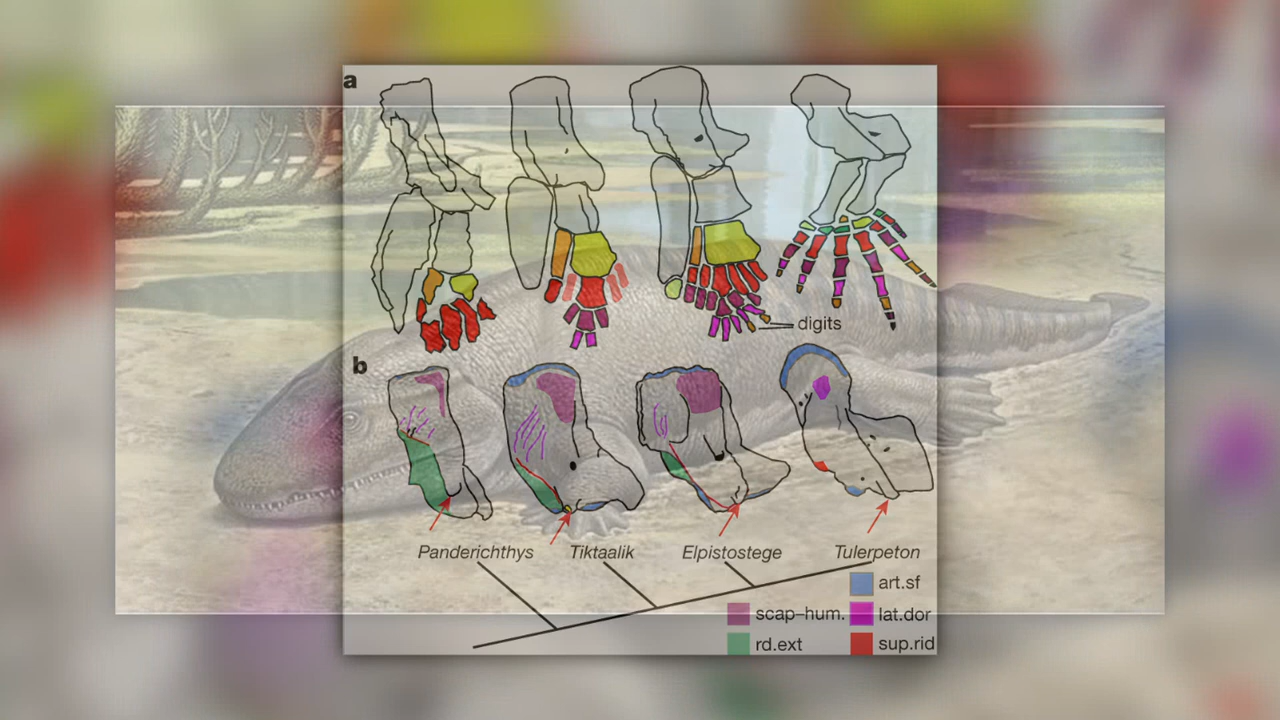 a
digits
b
Panderichthys Tiktaalik Elpistostege Tulerpeton
art.sf
scap–hum. lat.dor
rd.ext sup.rid